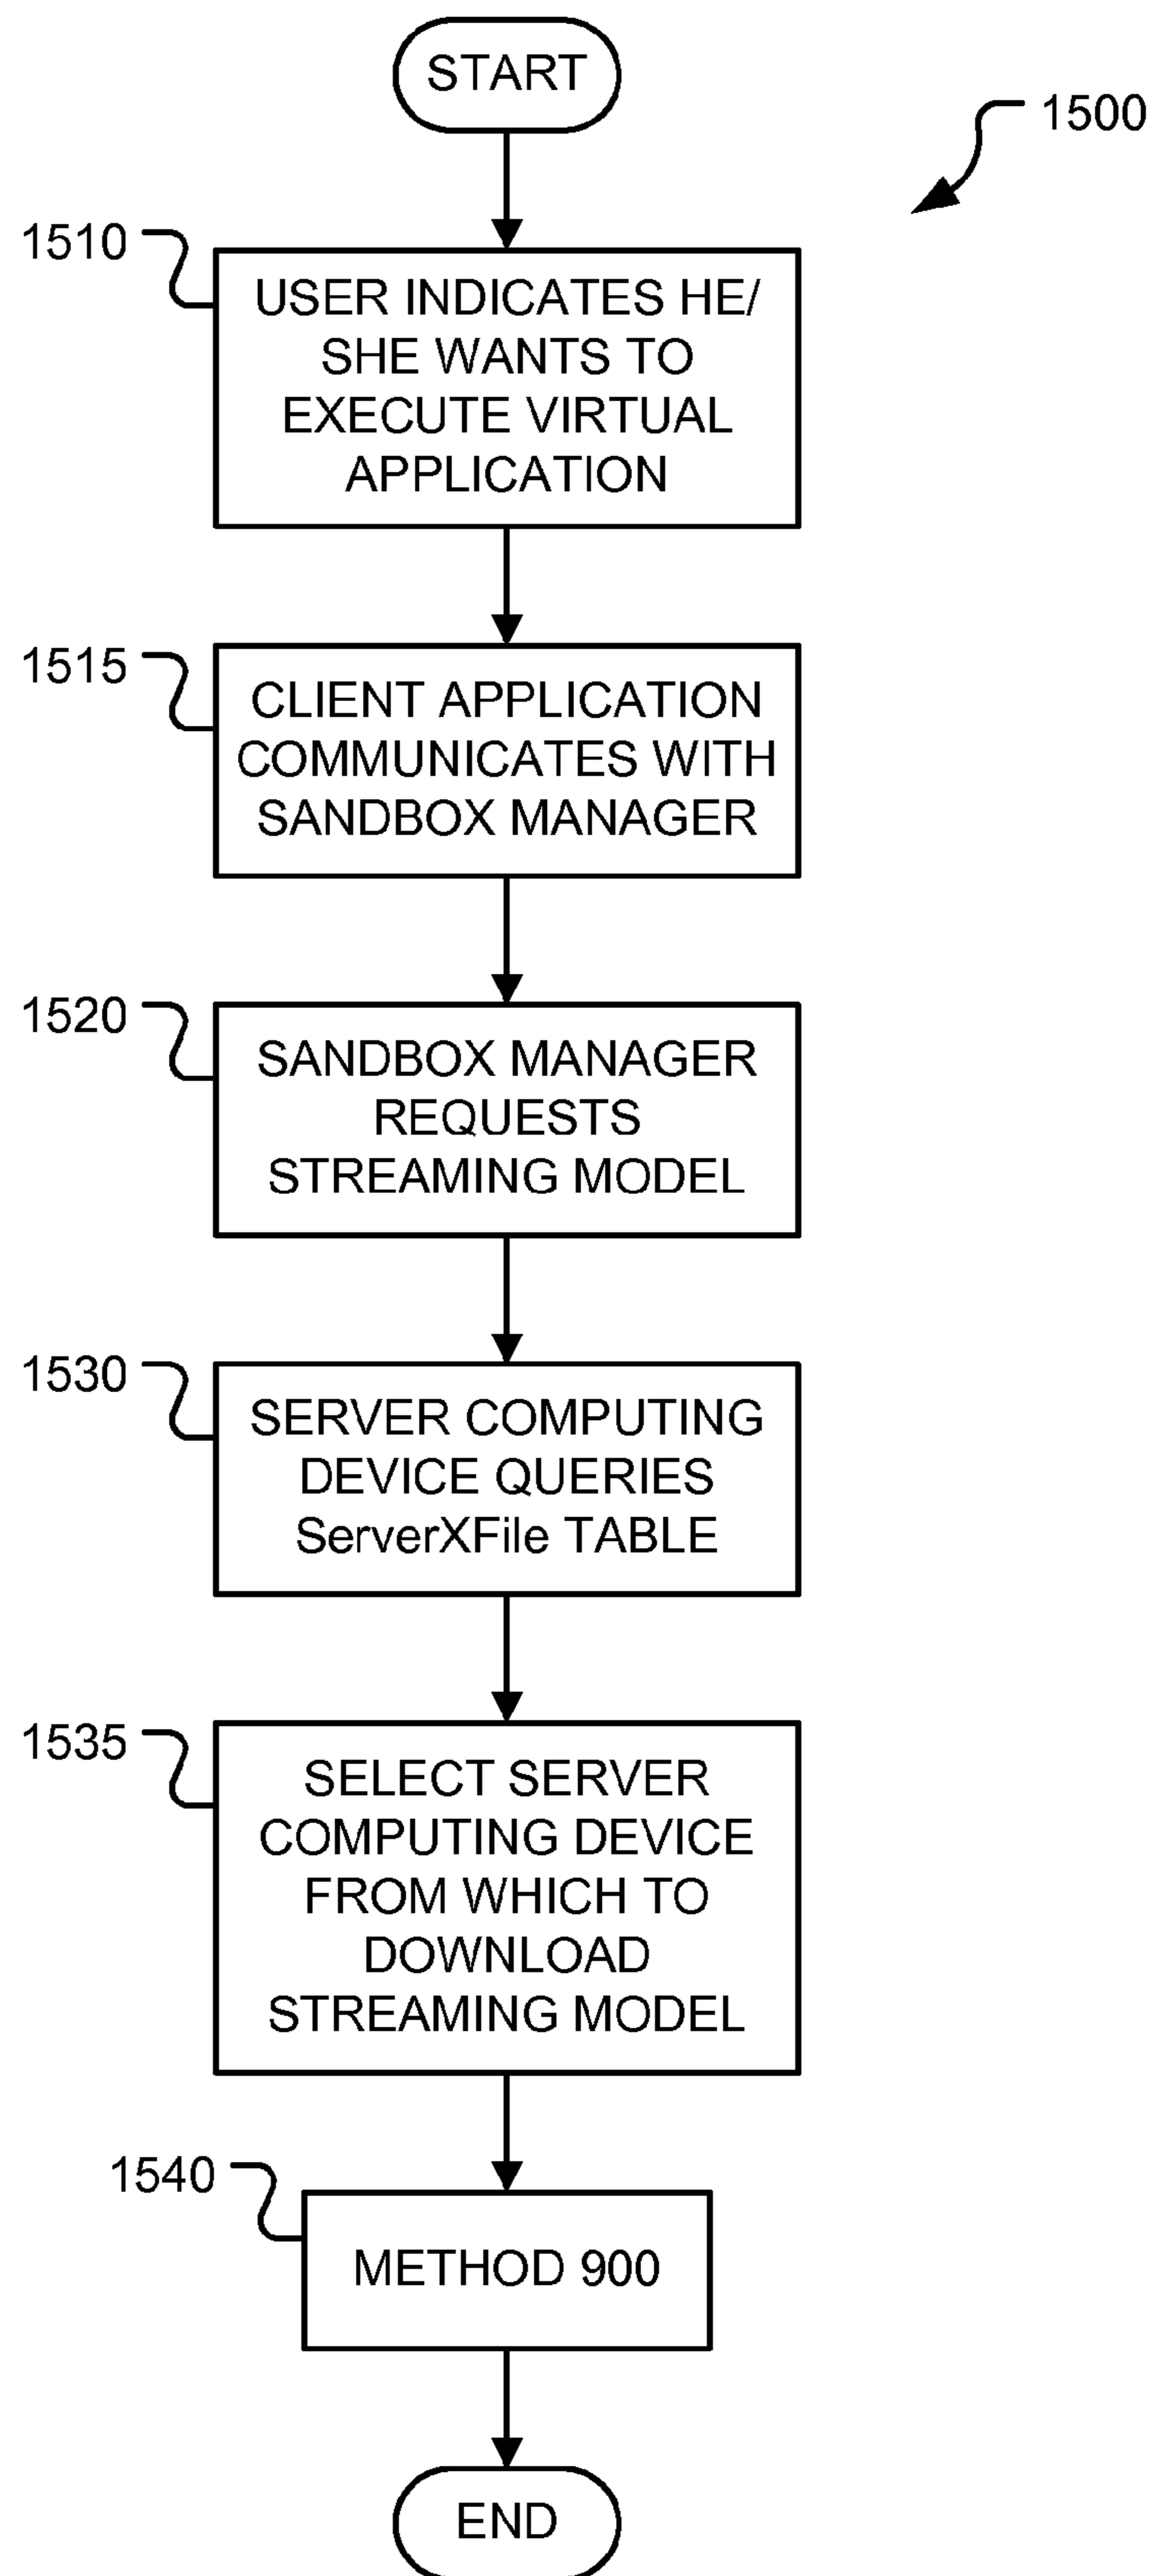 START
1500
1510
USER INDICATES HE/
SHE WANTS TO
EXECUTE VIRTUAL
APPLICATION
1515
CLIENT APPLICATION
COMMUNICATES WITH
SANDBOX MANAGER
1520
SANDBOX MANAGER
REQUESTS
STREAMING MODEL
1530
SERVER COMPUTING
DEVICE QUERIES
ServerXFile TABLE
1535
SELECT SERVER
COMPUTING DEVICE
FROM WHICH TO
DOWNLOAD
STREAMING MODEL
1540
METHOD 900
END